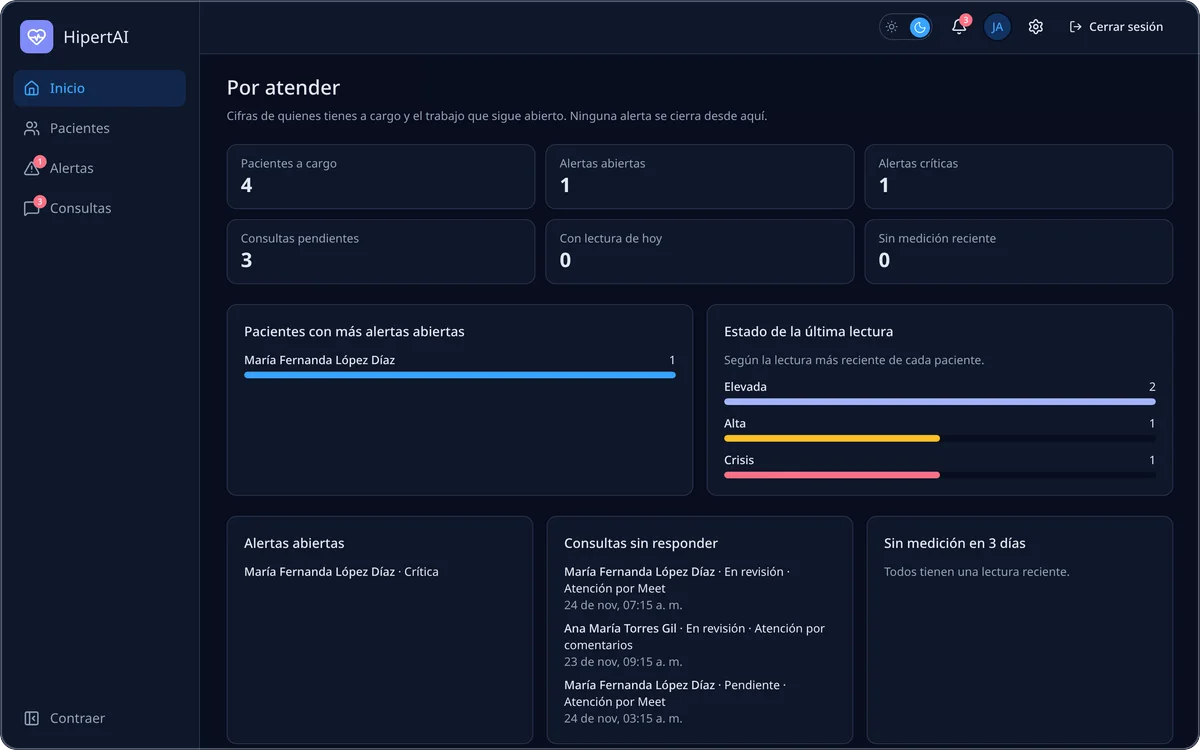 HipertAI
3
JA
Cerrar sesión
Inicio
Pacientes
1
Alertas
3
Consultas
Contraer
Por atender
Cifras de quienes tienes a cargo y el trabajo que sigue abierto. Ninguna alerta se cierra desde aquí.
Pacientes a cargo
4
Alertas abiertas
1
Alertas críticas
1
Consultas pendientes
3
Con lectura de hoy
0
Sin medición reciente
0
Pacientes con más alertas abiertas
María Fernanda López Díaz 1
Estado de la última lectura
Según la lectura más reciente de cada paciente.
Elevada 2
Alta 1
Crisis 1
Alertas abiertas
María Fernanda López Díaz · Crítica
Consultas sin responder
María Fernanda López Díaz · En revisión ·
Atención por Meet
24 de nov, 07:15 a. m.
Ana María Torres Gil · En revisión · Atención por
comentarios
23 de nov, 09:15 a. m.
María Fernanda López Díaz · Pendiente ·
Atención por Meet
24 de nov, 03:15 a. m.
Sin medición en 3 días
Todos tienen una lectura reciente.